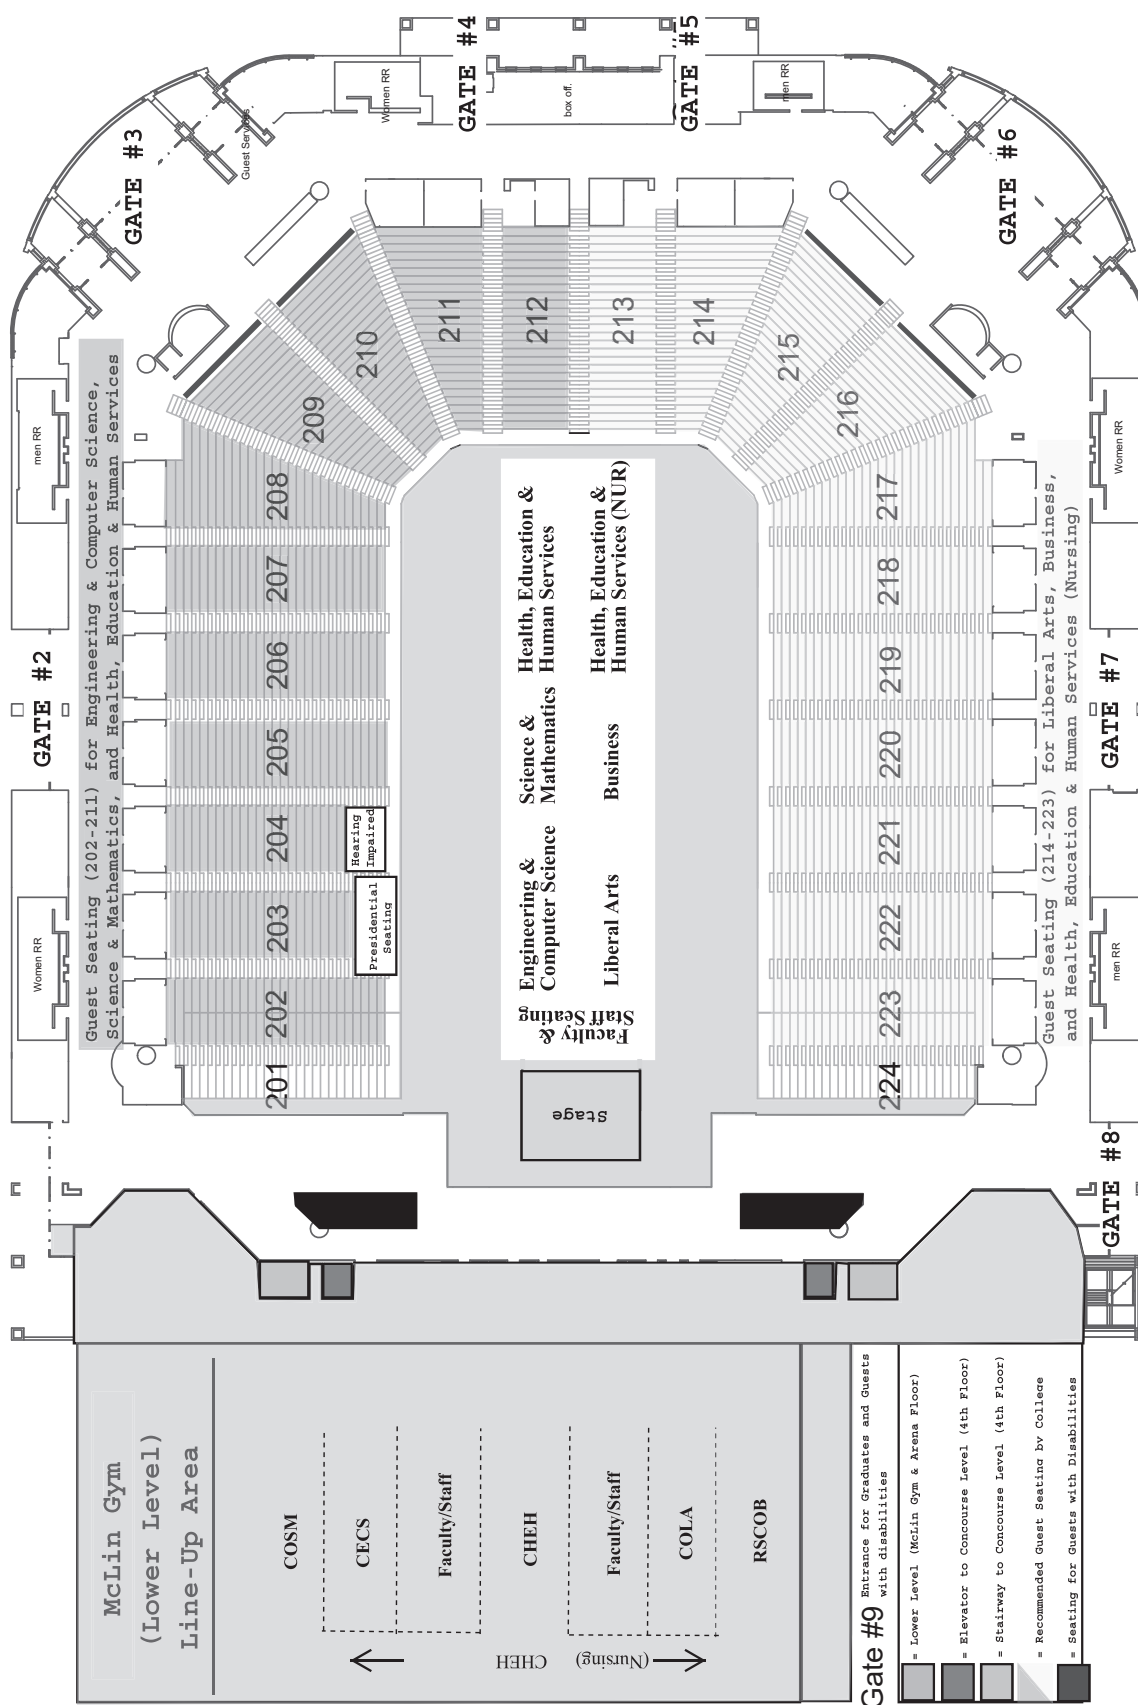 GATE #4
GATE #5
GATE #3
GATE #6
Women RR
box off.
men RR
Guest Services
men RR
Women RR
GATE #2
GATE #7
Women RR
men RR
GATE #8
Guest Seating (202-211) for Engineering & Computer Science,
Science & Mathematics, and Health, Education & Human Services
201
202
203
204
205
206
207
208
209
210
211
212
213
214
215
216
217
218
219
220
221
222
223
224
Hearing
Impaired
Presidential
Seating
Guest Seating (214-223) for Liberal Arts, Business,
and Health, Education & Human Services (Nursing)
Stage
Faculty &
Staff Seating
Engineering &
Computer Science
Science &
Mathematics
Health, Education &
Human Services
Liberal Arts
Business
Health, Education &
Human Services (NUR)
McLin Gym
(Lower Level)
Line-Up Area
COSM
CECS
Faculty/Staff
CHEH
Faculty/Staff
COLA
RSCOB
CHEH (Nursing)
Gate #9 Entrance for Graduates and Guests
with disabilities
= Lower Level (McLin Gym & Arena Floor)
= Elevator to Concourse Level (4th Floor)
= Stairway to Concourse Level (4th Floor)
= Recommended Guest Seating by College
= Seating for Guests with Disabilities